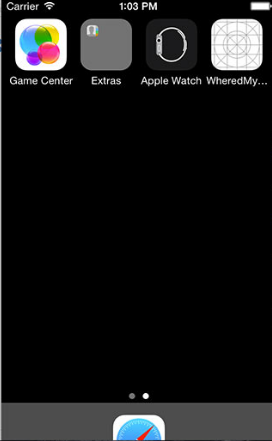 Carrier 1:03 PM
Game Center Extras Apple Watch WheredMy...